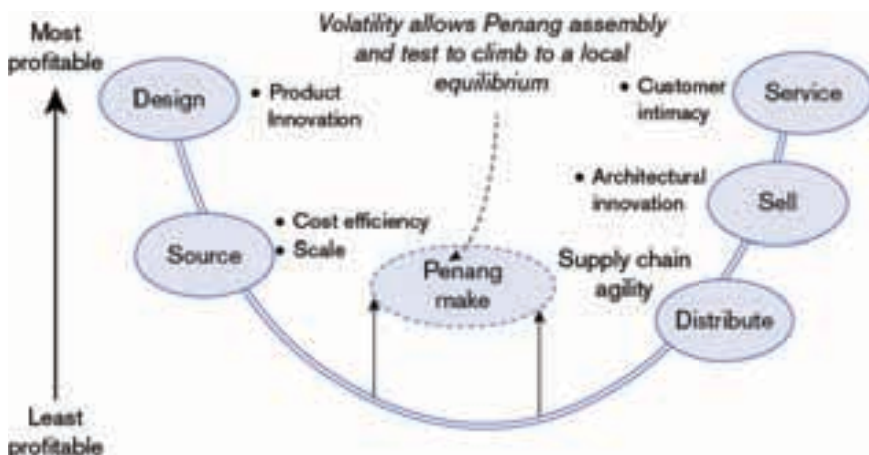 Volatility allows Penang assembly
and test to climb to a local
equilibrium
Most
profitable
Design
• Product
Innovation
• Customer
intimacy
Service
• Architectural
innovation
Sell
• Cost efficiency
• Scale
Source
Penang
make
Supply chain
agility
Distribute
Least
profitable